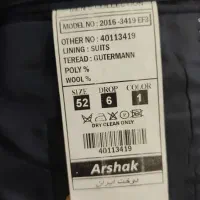 MODEL NO : 2016-3419 EF3
OTHER NO : 40113419
LINING : SUITS
TEREAD : GUTERMANN
POLY %
WOOL %
SIZE DROP COLOR
52 6 1
DRY CLEAN ONLY
40113419
Arshak